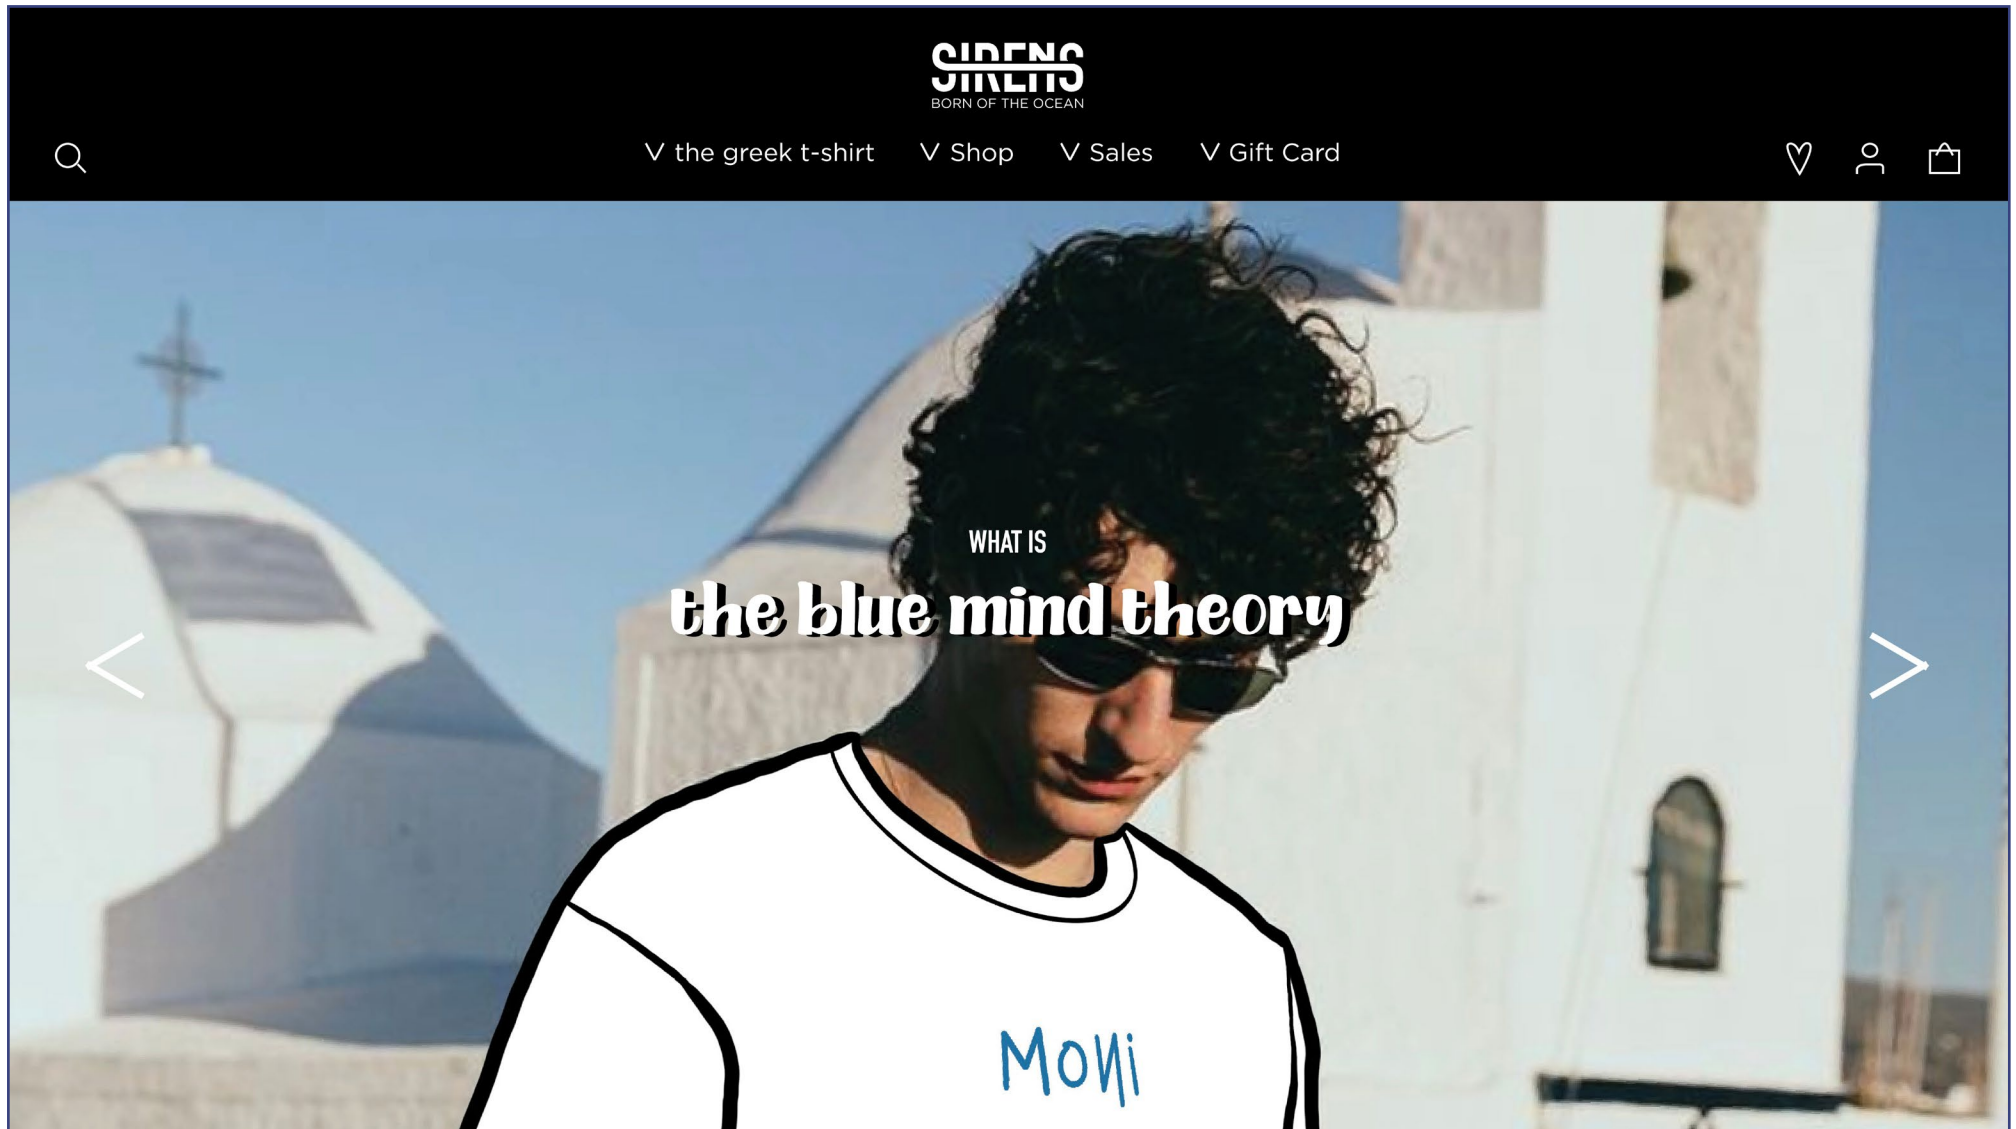 SIRENS
BORN OF THE OCEAN
the greek t-shirt
Shop
Sales
Gift Card
WHAT IS
the blue mind theory
Moni